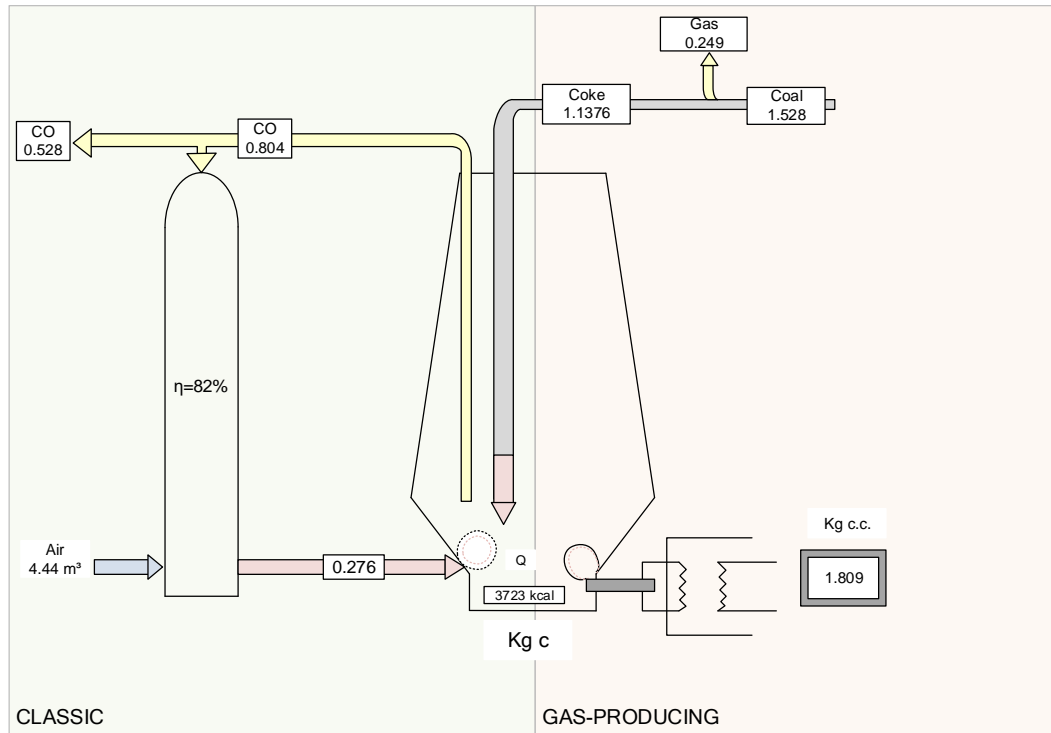 Gas
0.249
Coke
1.1376
Coal
1.528
CO
0.528
CO
0.804
η=82%
Air
4.44 m³
0.276
Q
3723 kcal
Kg c
Kg c.c.
1.809
CLASSIC
GAS-PRODUCING